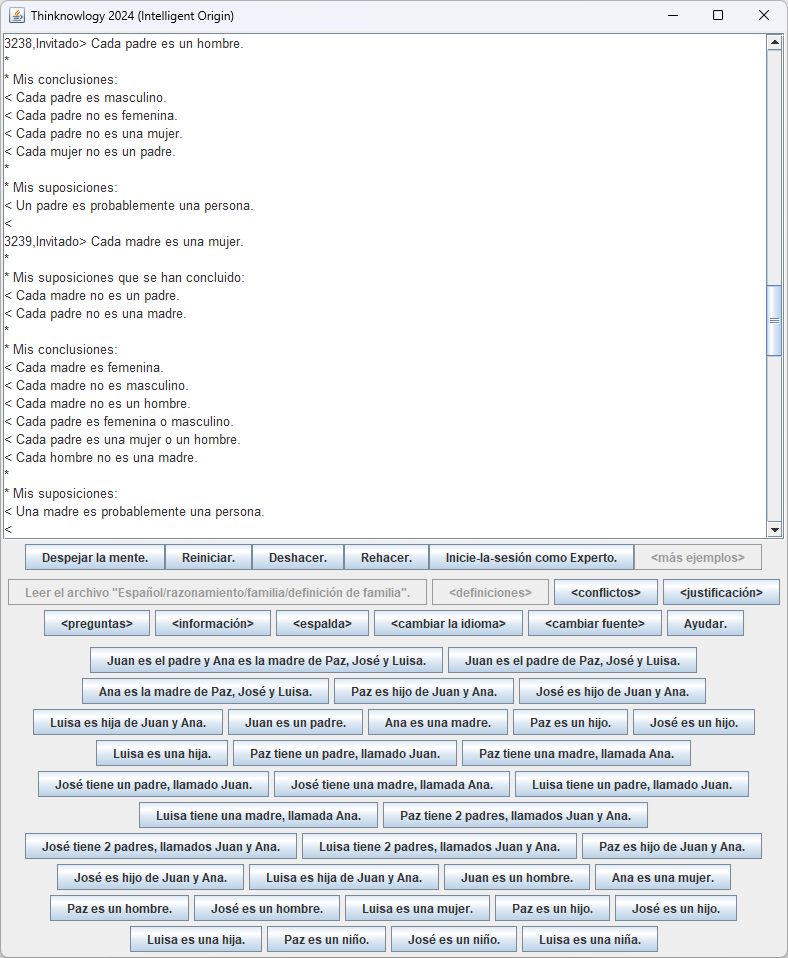 Thinknowlogy 2024 (Intelligent Origin)
3238,Invitado> Cada padre es un hombre.
*
* Mis conclusiones:
< Cada padre es masculino.
< Cada padre no es femenina.
< Cada padre no es una mujer.
< Cada mujer no es un padre.
*
* Mis suposiciones:
< Un padre es probablemente una persona.
<
3239,Invitado> Cada madre es una mujer.
*
* Mis suposiciones que se han concluido:
< Cada madre no es un padre.
< Cada padre no es una madre.
*
* Mis conclusiones:
< Cada madre es femenina.
< Cada madre no es masculino.
< Cada madre no es un hombre.
< Cada padre es femenina o masculino.
< Cada padre es una mujer o un hombre.
< Cada hombre no es una madre.
*
* Mis suposiciones:
< Una madre es probablemente una persona.
<
Despejar la mente. Reiniciar. Deshacer. Rehacer. Inicie-la-sesión como Experto. <más ejemplos>
Leer el archivo "Español/razonamiento/familia/definición de familia". <definiciones> <conflictos> <justificación>
<preguntas> <información> <espalda> <cambiar la idioma> <cambiar fuente> Ayudar.
Juan es el padre y Ana es la madre de Paz, José y Luisa. Juan es el padre de Paz, José y Luisa.
Ana es la madre de Paz, José y Luisa. Paz es hijo de Juan y Ana. José es hijo de Juan y Ana.
Luisa es hija de Juan y Ana. Juan es un padre. Ana es una madre. Paz es un hijo. José es un hijo.
Luisa es una hija. Paz tiene un padre, llamado Juan. Paz tiene una madre, llamada Ana.
José tiene un padre, llamado Juan. José tiene una madre, llamada Ana. Luisa tiene un padre, llamado Juan.
Luisa tiene una madre, llamada Ana. Paz tiene 2 padres, llamados Juan y Ana.
José tiene 2 padres, llamados Juan y Ana. Luisa tiene 2 padres, llamados Juan y Ana. Paz es hijo de Juan y Ana.
José es hijo de Juan y Ana. Luisa es hija de Juan y Ana. Juan es un hombre. Ana es una mujer.
Paz es un hombre. José es un hombre. Luisa es una mujer. Paz es un hijo. José es un hijo.
Luisa es una hija. Paz es un niño. José es un niño. Luisa es una niña.